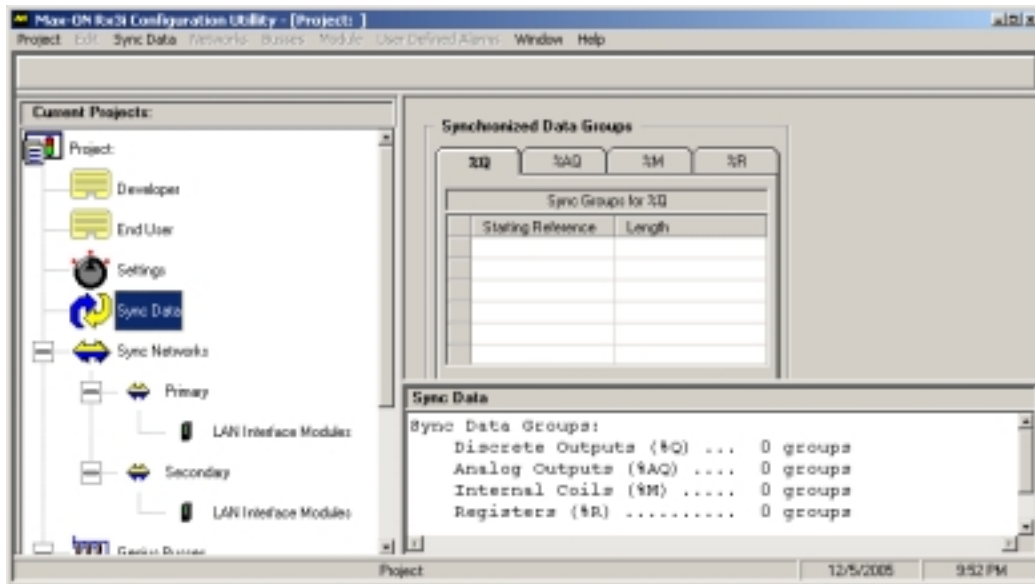 Max-ON Rx3i Configuration Utility - [Project: ]
Project Edit Sync Data Networks Busses Module User Defined Alarms Window Help
Current Projects:
Project:
Developer
End User
Settings
Sync Data
Sync Networks
Primary
LAN Interface Modules
Secondary
LAN Interface Modules
Genius Busses
Synchronized Data Groups
%Q %AQ %M %R
Sync Groups for %Q
Starting Reference Length
Sync Data
Sync Data Groups:
Discrete Outputs (%Q) ... 0 groups
Analog Outputs (%AQ) .... 0 groups
Internal Coils (%M) ..... 0 groups
Registers (%R) .......... 0 groups
Project 12/5/2005 9:52 PM